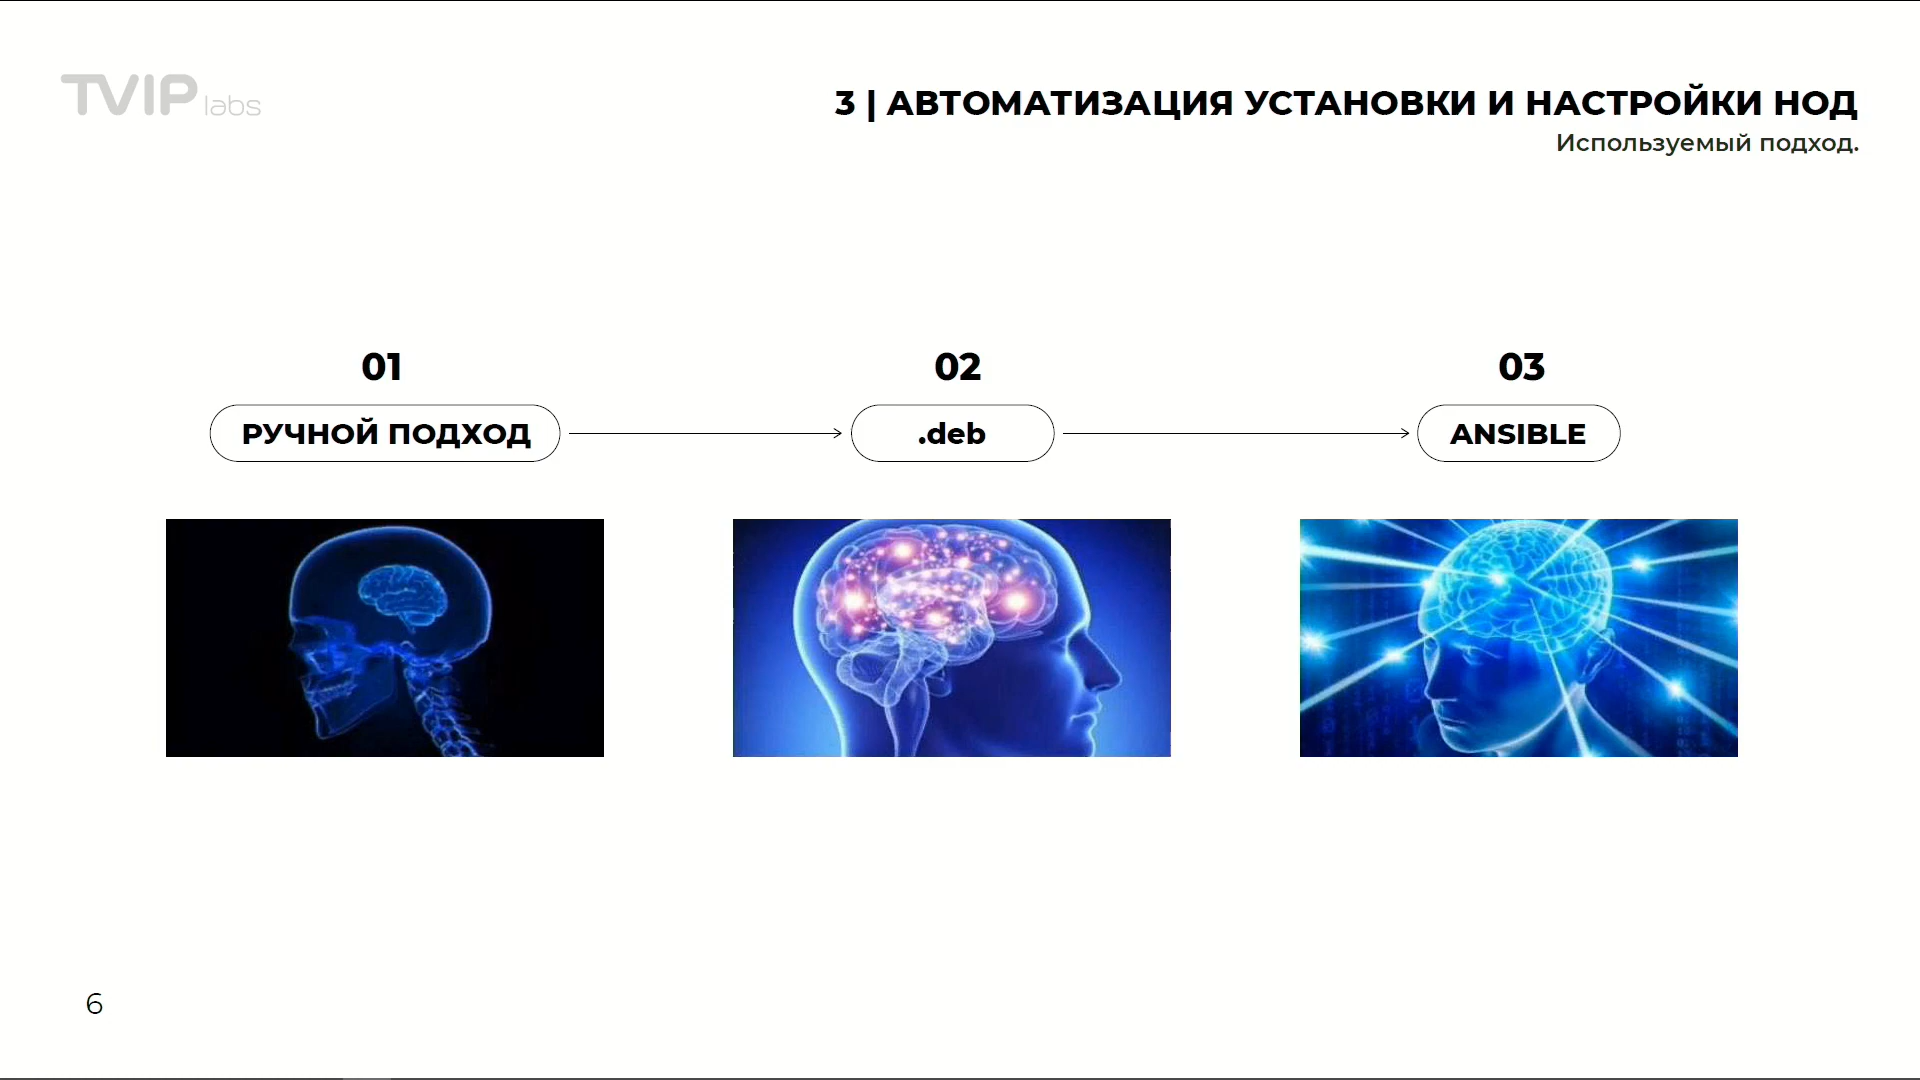 TVIP labs
3 | АВТОМАТИЗАЦИЯ УСТАНОВКИ И НАСТРОЙКИ НОД
Используемый подход.
01
РУЧНОЙ ПОДХОД
02
.deb
03
ANSIBLE
6